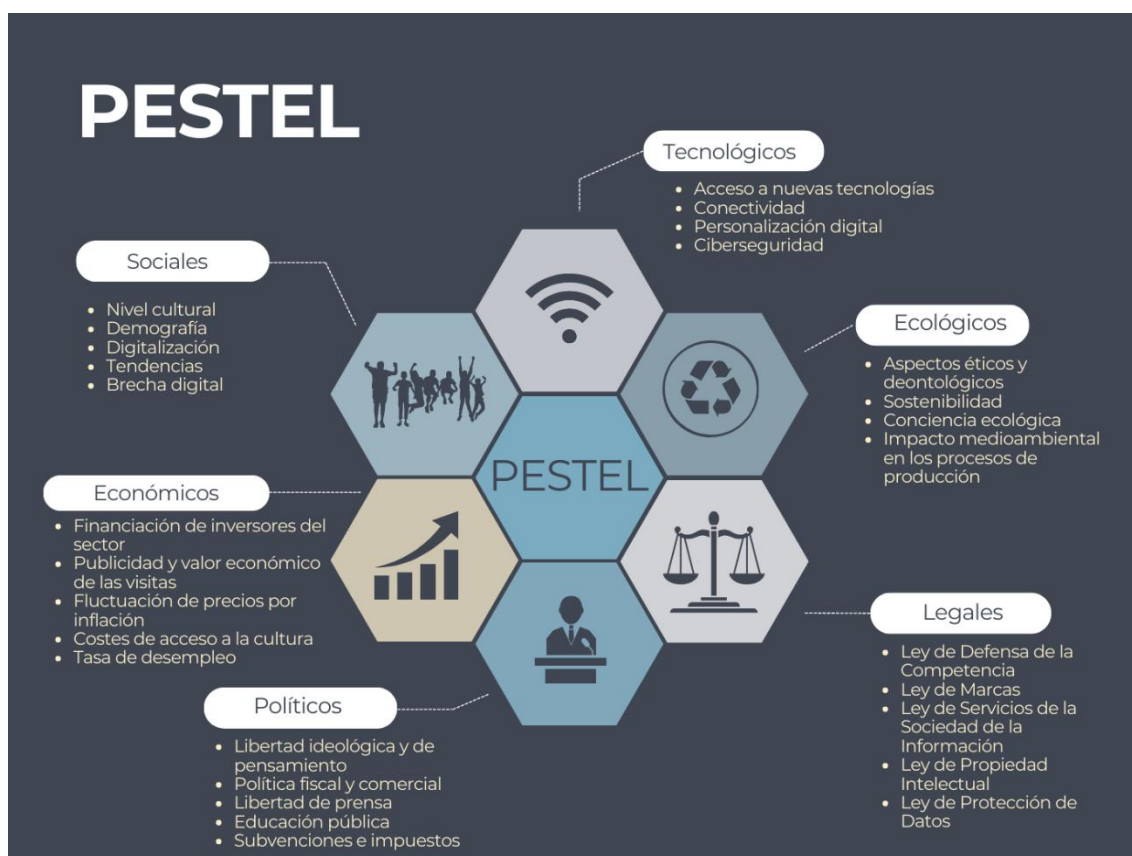 PESTEL
Tecnológicos
• Acceso a nuevas tecnologías
• Conectividad
• Personalización digital
• Ciberseguridad
Sociales
• Nivel cultural
• Demografía
• Digitalización
• Tendencias
• Brecha digital
Ecológicos
• Aspectos éticos y
deontológicos
• Sostenibilidad
• Conciencia ecológica
• Impacto medioambiental
en los procesos de
producción
PESTEL
Económicos
• Financiación de inversores del
sector
• Publicidad y valor económico
de las visitas
• Fluctuación de precios por
inflación
• Costes de acceso a la cultura
• Tasa de desempleo
Legales
• Ley de Defensa de la
Competencia
• Ley de Marcas
• Ley de Servicios de la
Sociedad de la
Información
• Ley de Propiedad
Intelectual
• Ley de Protección de
Datos
Políticos
• Libertad ideológica y de
pensamiento
• Política fiscal y comercial
• Libertad de prensa
• Educación pública
• Subvenciones e impuestos